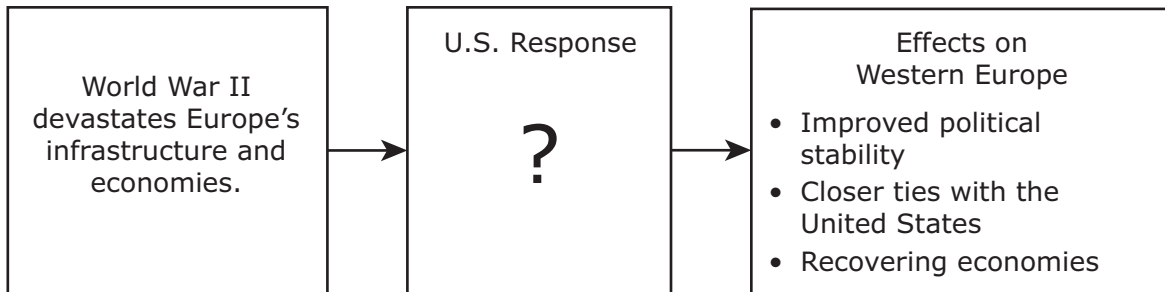 World War II
devastates Europe's
infrastructure and
economies.
U.S. Response
?
Effects on
Western Europe
• Improved political
stability
• Closer ties with the
United States
• Recovering economies